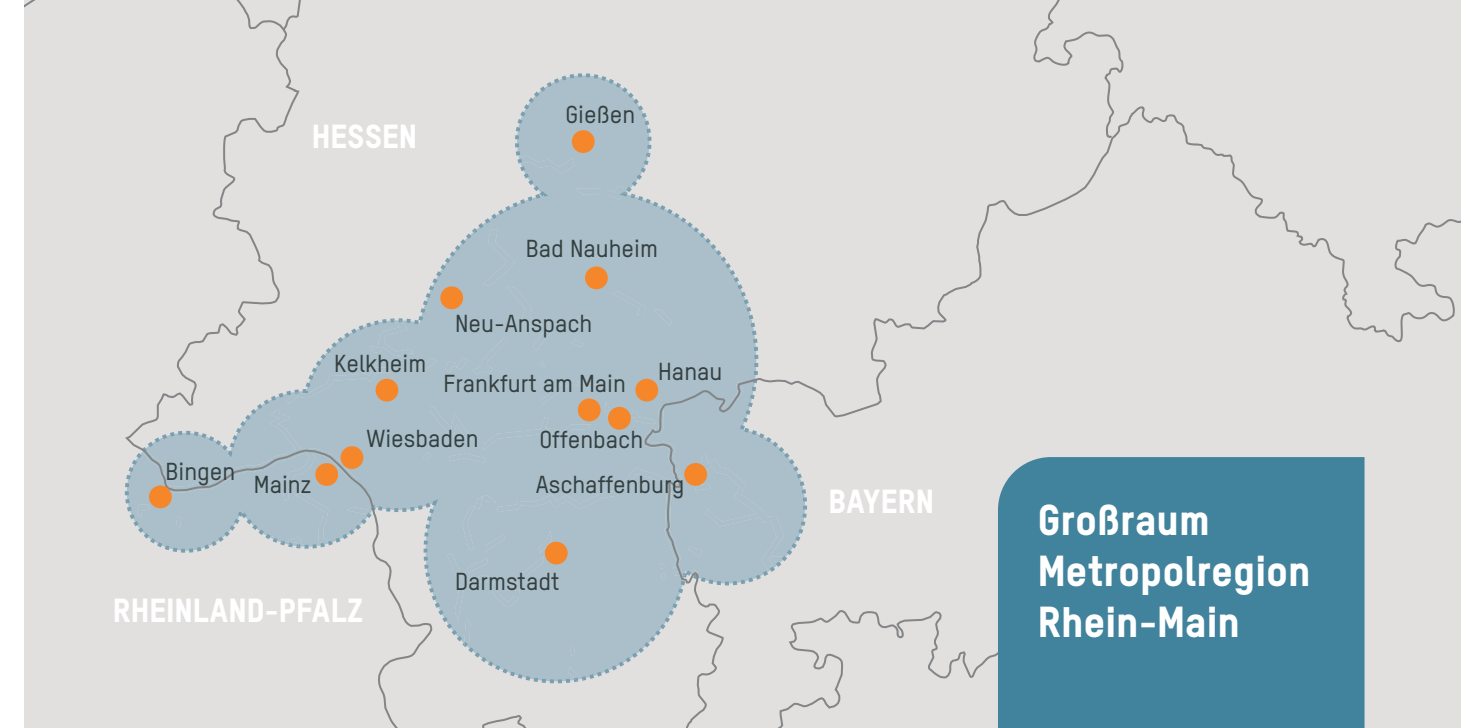 Gießen
HESSEN
Bad Nauheim
Neu-Anspach
Kelkheim
Hanau
Frankfurt am Main
Wiesbaden
Offenbach
Bingen
Mainz
Aschaffenburg
BAYERN
Großraum
Metropolregion
Rhein-Main
Darmstadt
RHEINLAND-PFALZ